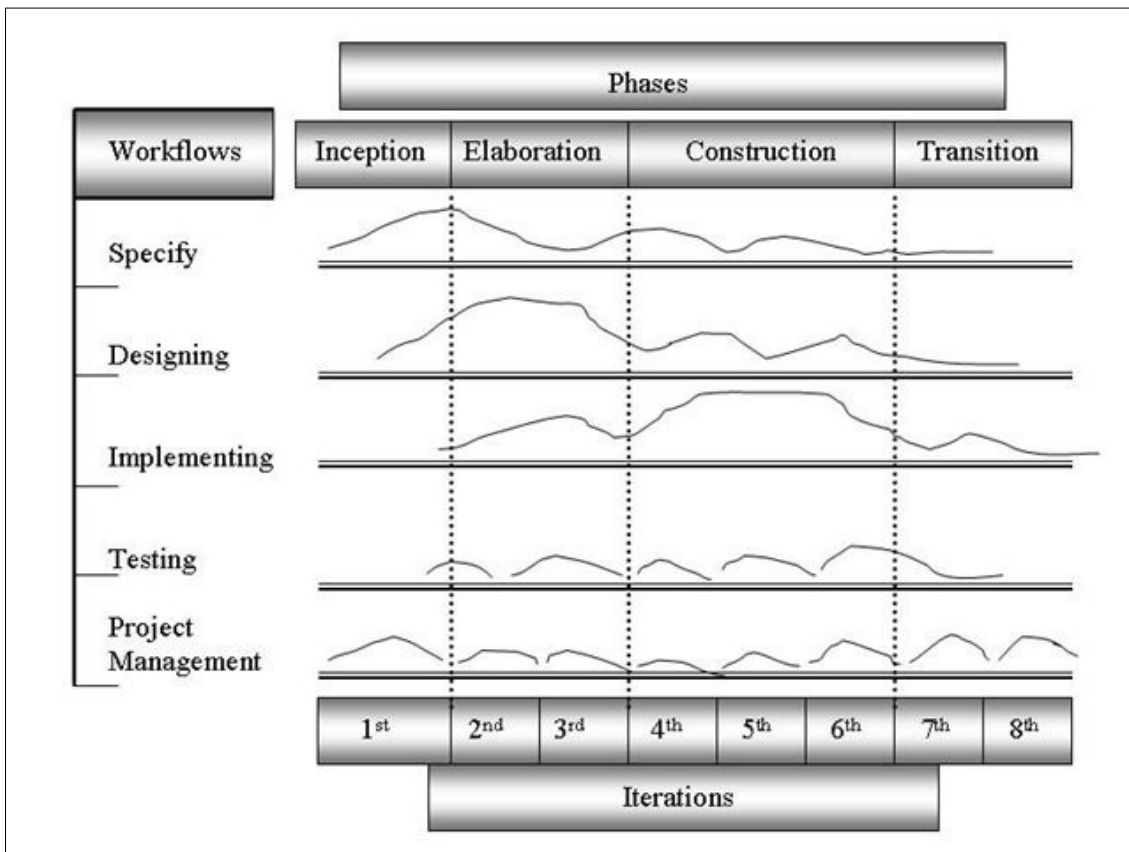 Phases
Workflows
Inception
Elaboration
Construction
Transition
Specify
Designing
Implementing
Testing
Project
Management
1st
2nd
3rd
4th
5th
6th
7th
8th
Iterations